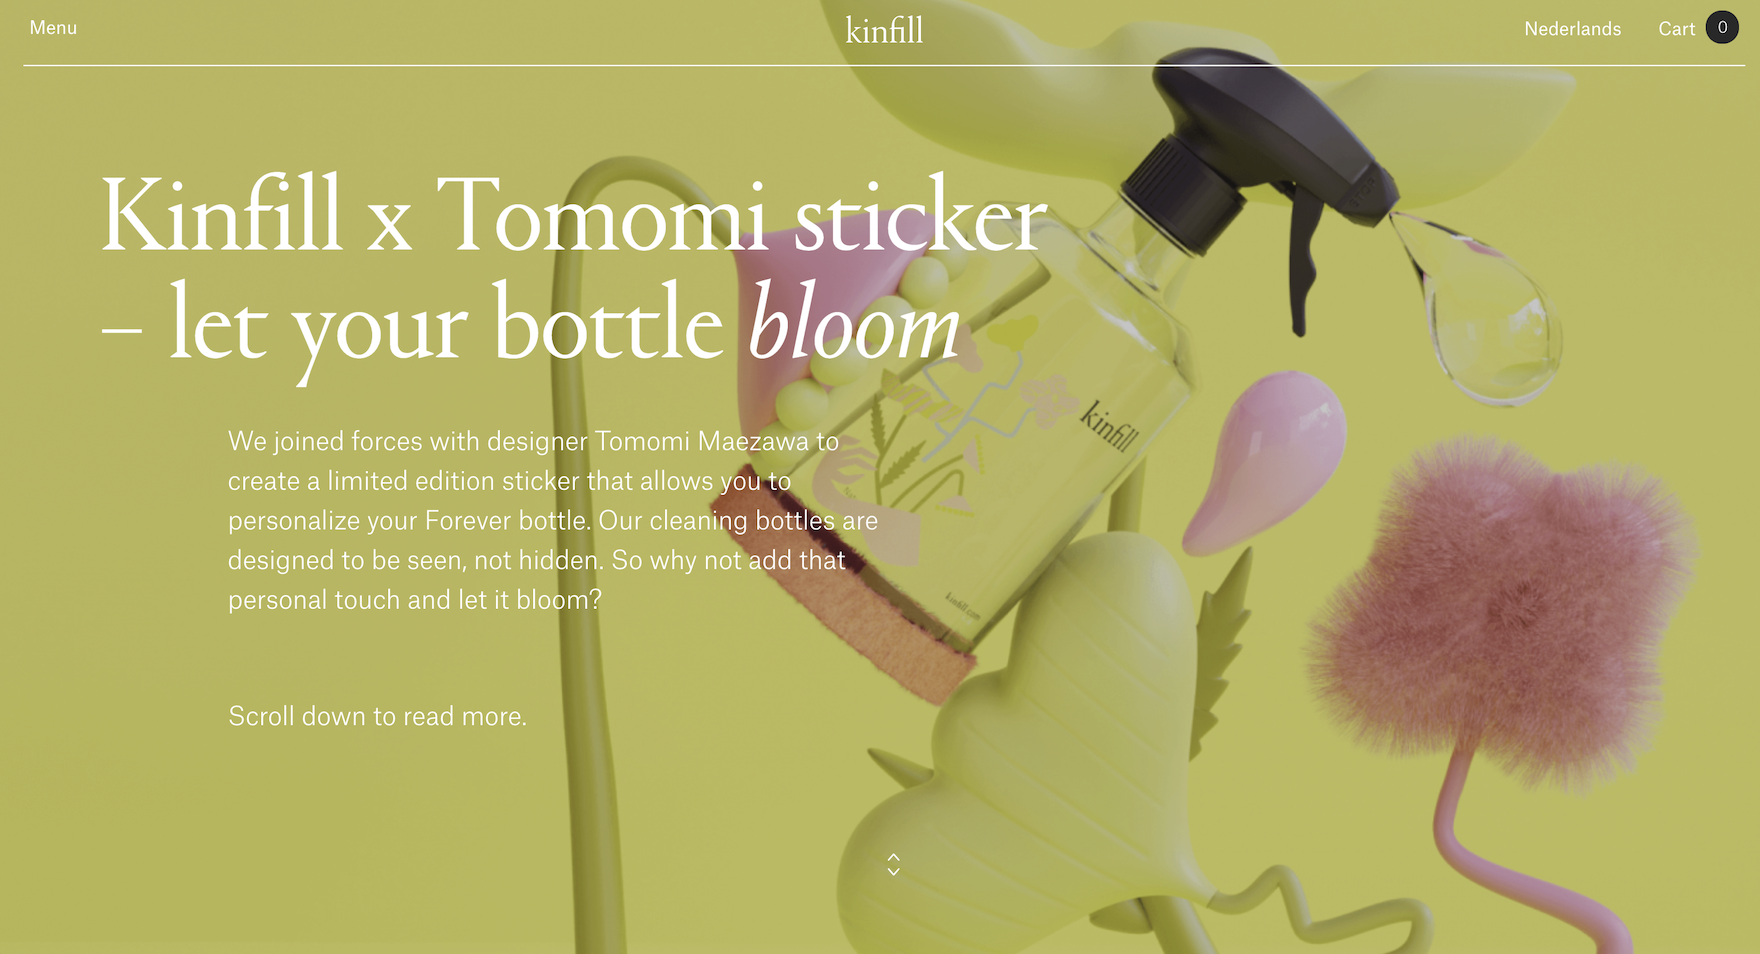 Menu
kinfill
Nederlands
Cart 0
Kinfill x Tomomi sticker
– let your bottle bloom
We joined forces with designer Tomomi Maezawa to
create a limited edition sticker that allows you to
personalize your Forever bottle. Our cleaning bottles are
designed to be seen, not hidden. So why not add that
personal touch and let it bloom?
Scroll down to read more.
kinfill
kinfill.com